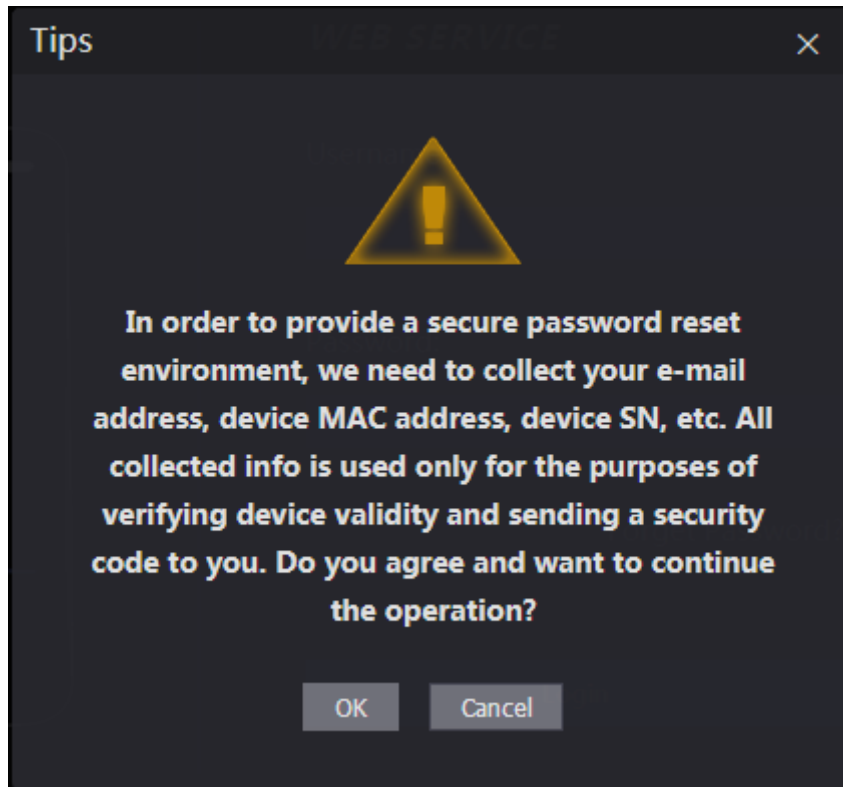 Tips
WEB SERVICE
In order to provide a secure password reset
environment, we need to collect your e-mail
address, device MAC address, device SN, etc. All
collected info is used only for the purposes of
verifying device validity and sending a security
code to you. Do you agree and want to continue
the operation?
OK
Cancel